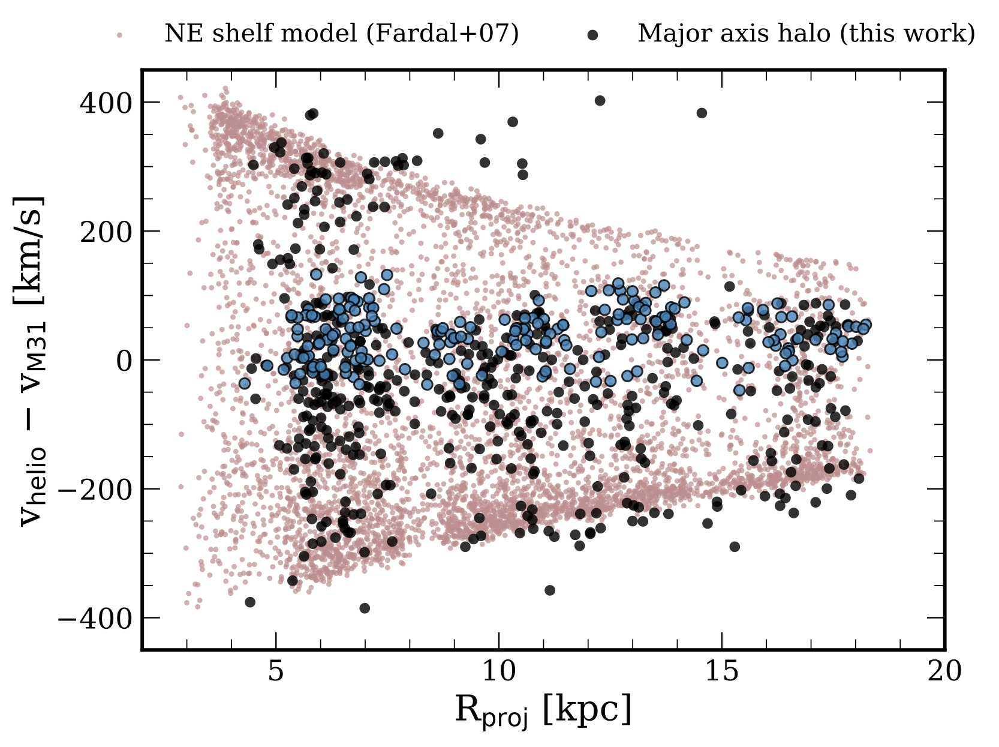 NE shelf model (Fardal+07) Major axis halo (this work)
400
200
0
−200
−400
v_helio − v_M31 [km/s]
5 10 15 20
R_proj [kpc]